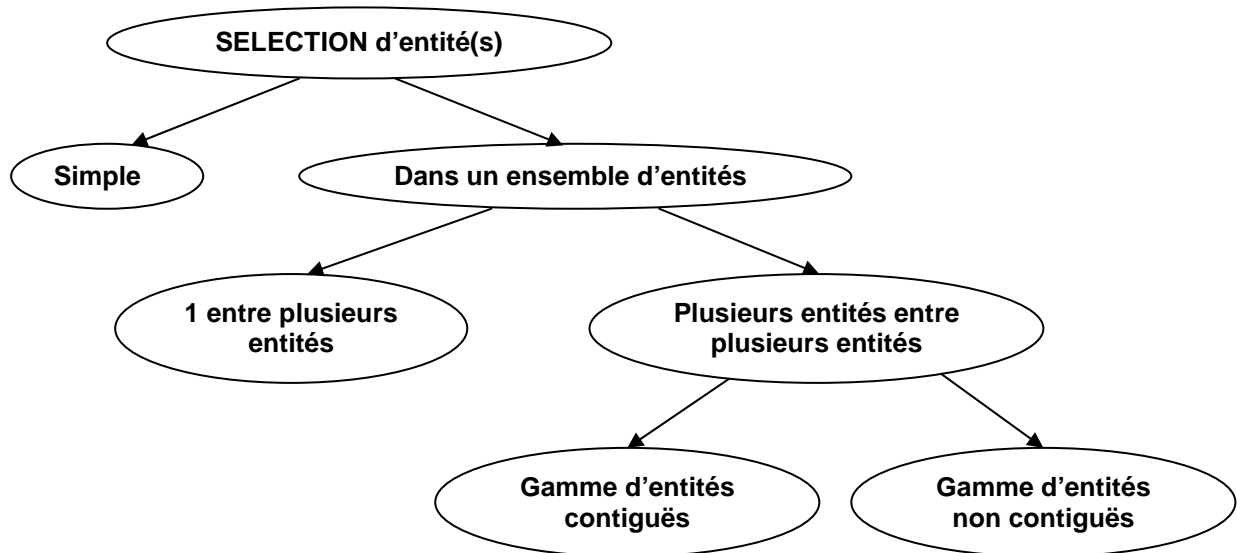 SELECTION d’entité(s)
Simple
Dans un ensemble d’entités
1 entre plusieurs
entités
Plusieurs entités entre
plusieurs entités
Gamme d’entités
contiguës
Gamme d’entités
non contiguës